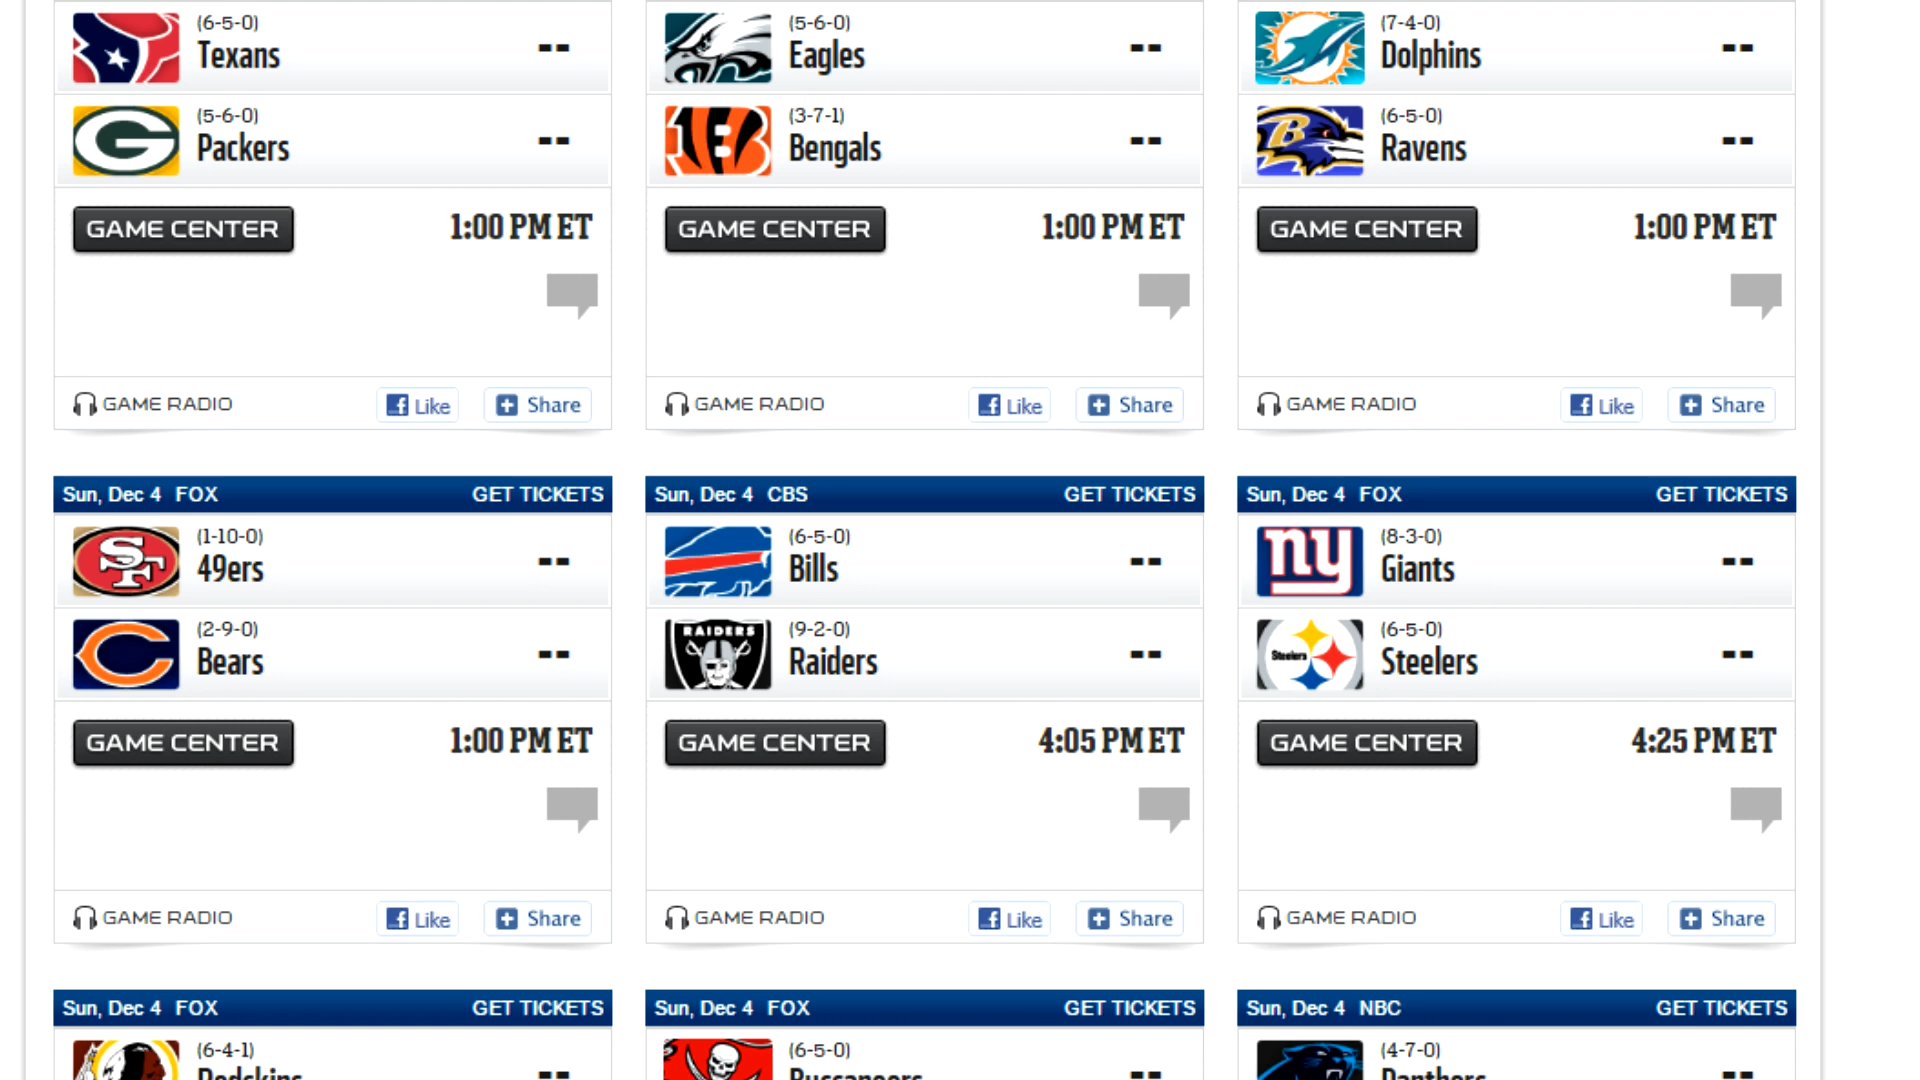 (6-5-0)
Texans --
(5-6-0)
Packers --
GAME CENTER 1:00 PM ET
GAME RADIO Like Share
(5-6-0)
Eagles --
(3-7-1)
Bengals --
GAME CENTER 1:00 PM ET
GAME RADIO Like Share
(7-4-0)
Dolphins --
(6-5-0)
Ravens --
GAME CENTER 1:00 PM ET
GAME RADIO Like Share
Sun, Dec 4 FOX GET TICKETS
SF
(1-10-0)
49ers --
(2-9-0)
Bears --
GAME CENTER 1:00 PM ET
GAME RADIO Like Share
Sun, Dec 4 CBS GET TICKETS
(6-5-0)
Bills --
RAIDERS
(9-2-0)
Raiders --
GAME CENTER 4:05 PM ET
GAME RADIO Like Share
Sun, Dec 4 FOX GET TICKETS
ny
(8-3-0)
Giants --
Steelers
(6-5-0)
Steelers --
GAME CENTER 4:25 PM ET
GAME RADIO Like Share
Sun, Dec 4 FOX GET TICKETS
(6-4-1)
Redskins --
Sun, Dec 4 FOX GET TICKETS
(6-5-0)
Buccaneers --
Sun, Dec 4 NBC GET TICKETS
(4-7-0)
Panthers --